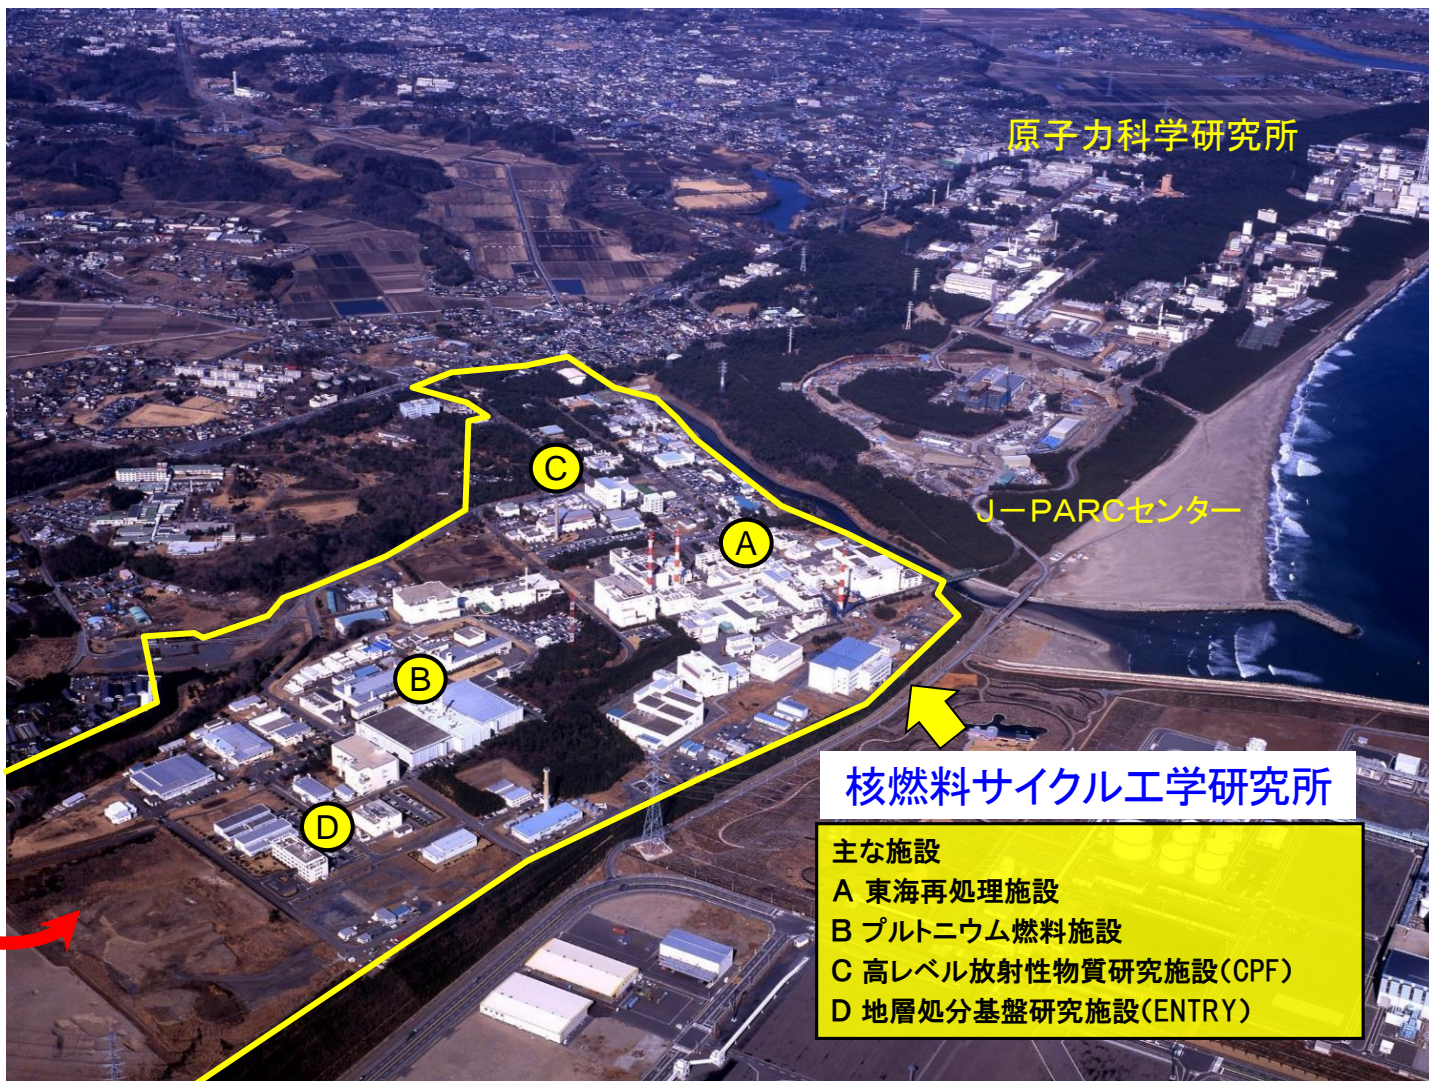 原子力科学研究所
C
J－PARCセンター
A
B
核燃料サイクル工学研究所
D
主な施設
A 東海再処理施設
B プルトニウム燃料施設
C 高レベル放射性物質研究施設(CPF)
D 地層処分基盤研究施設(ENTRY)